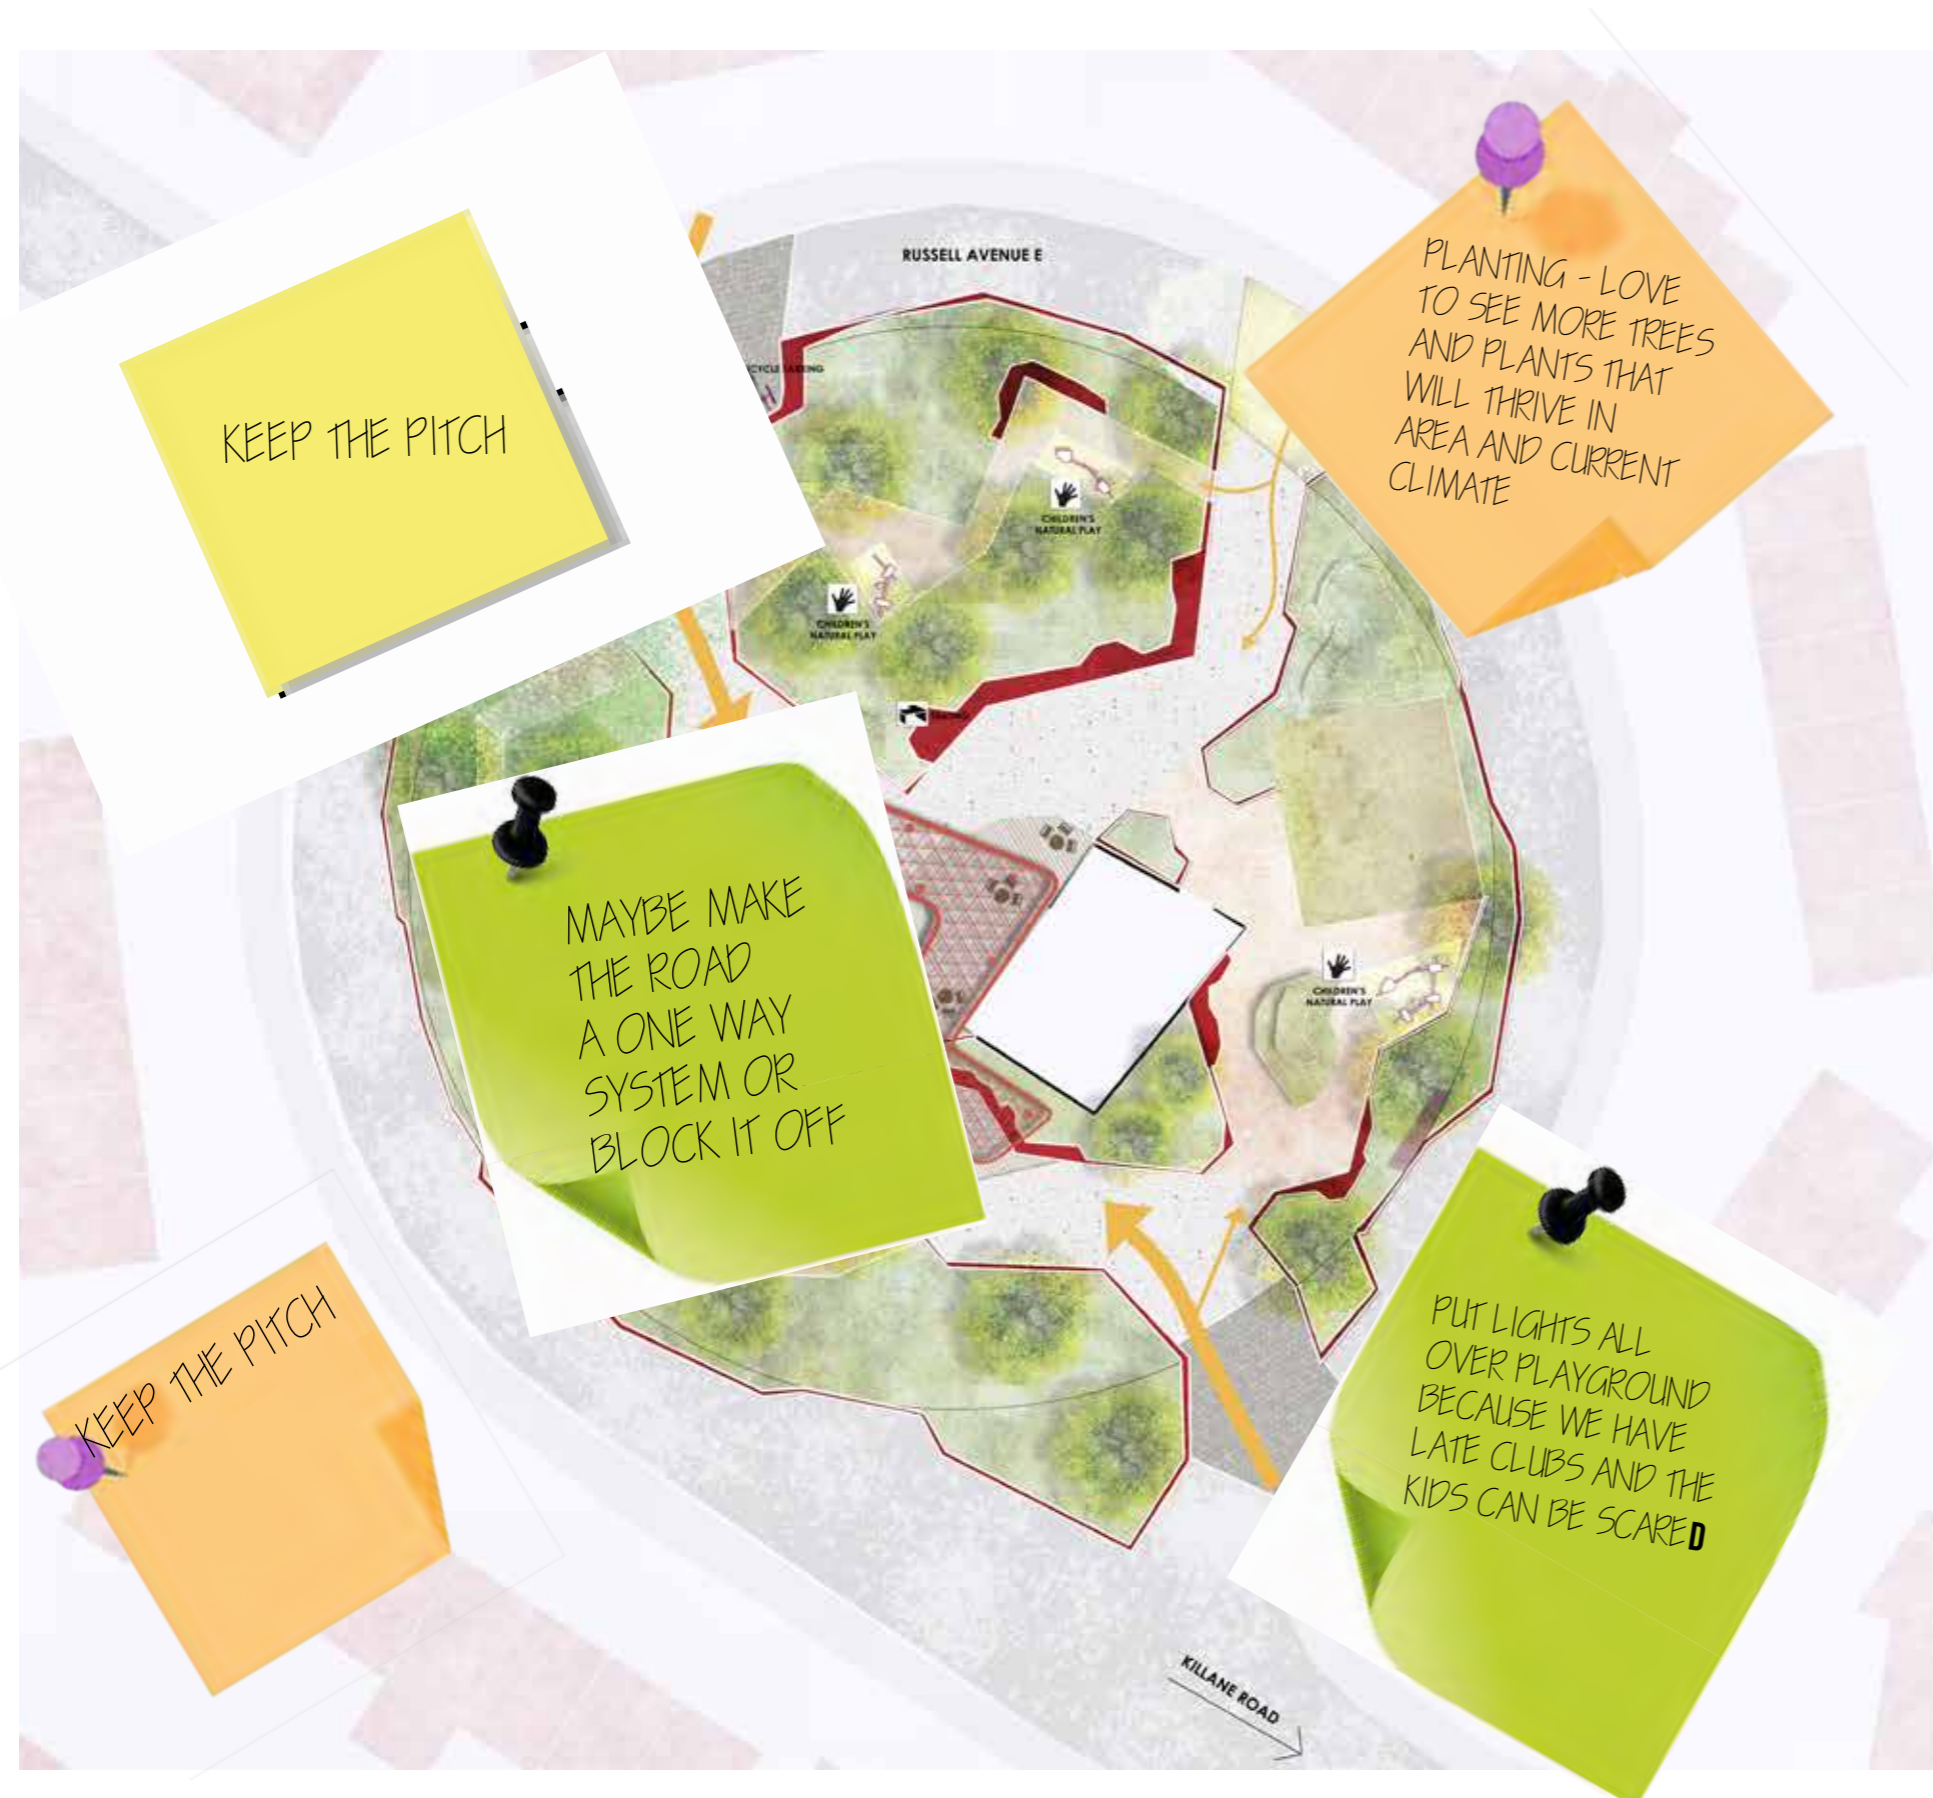 RUSSELL AVENUE E
KEEP THE PITCH
PLANTING - LOVE
TO SEE MORE TREES
AND PLANTS THAT
WILL THRIVE IN
AREA AND CURRENT
CLIMATE
CHILDREN'S
NATURAL PLAY
CHILDREN'S
NATURAL PLAY
MAYBE MAKE
THE ROAD
A ONE WAY
SYSTEM OR
BLOCK IT OFF
CHILDREN'S
NATURAL PLAY
KEEP THE PITCH
PUT LIGHTS ALL
OVER PLAYGROUND
BECAUSE WE HAVE
LATE CLUBS AND THE
KIDS CAN BE SCARED
KILLANE ROAD